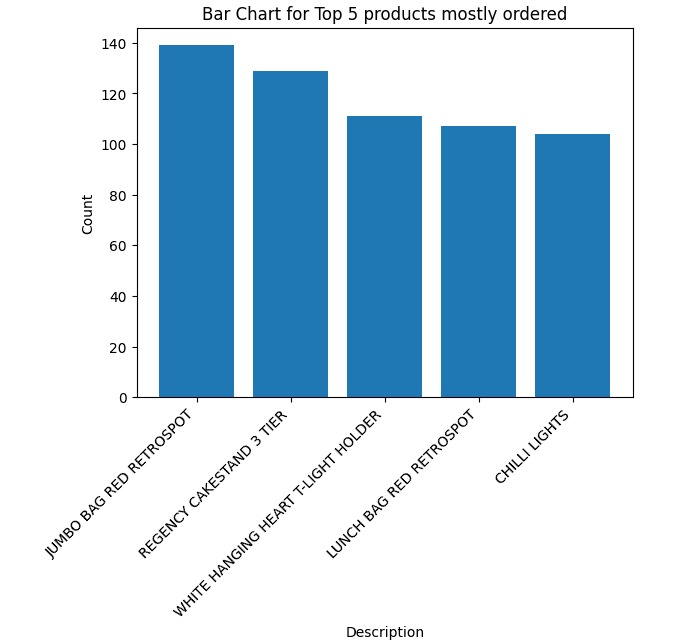 Bar Chart for Top 5 products mostly ordered
140
120
100
80
60
40
20
0
Count
JUMBO BAG RED RETROSPOT
REGENCY CAKESTAND 3 TIER
WHITE HANGING HEART T-LIGHT HOLDER
LUNCH BAG RED RETROSPOT
CHILLI LIGHTS
Description